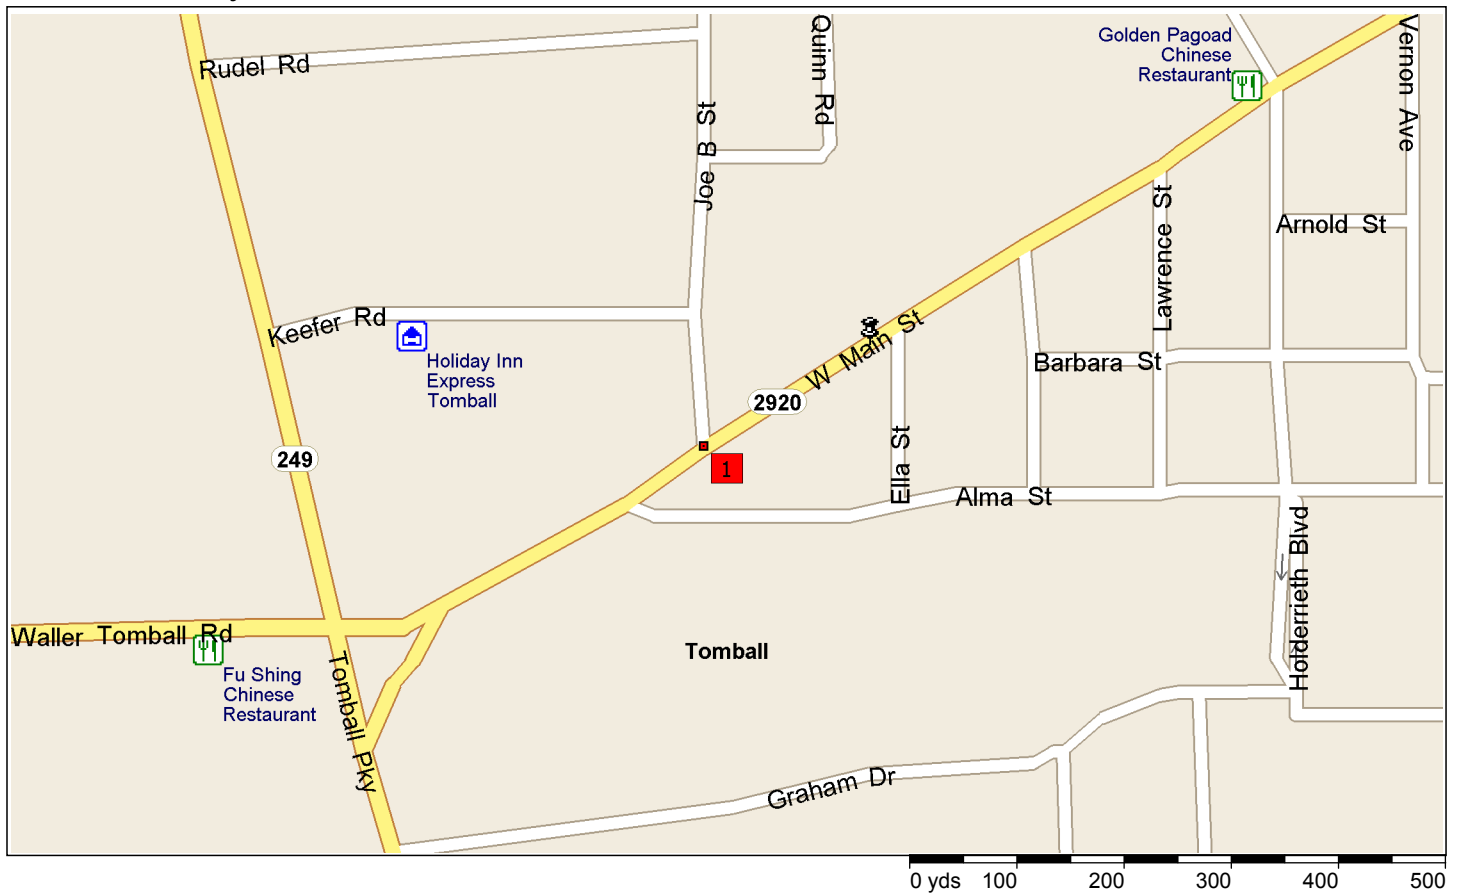 Rudel Rd
Joe B St
Quinn Rd
Golden Pagoad
Chinese
Restaurant
Vernon Ave
Lawrence St
Arnold St
Keefer Rd
Holiday Inn
Express
Tomball
W Main St
2920
Barbara St
249
1
Ella St
Alma St
Holderrieth Blvd
Waller Tomball Rd
Fu Shing
Chinese
Restaurant
Tomball Pky
Tomball
Graham Dr
0 yds 100 200 300 400 500